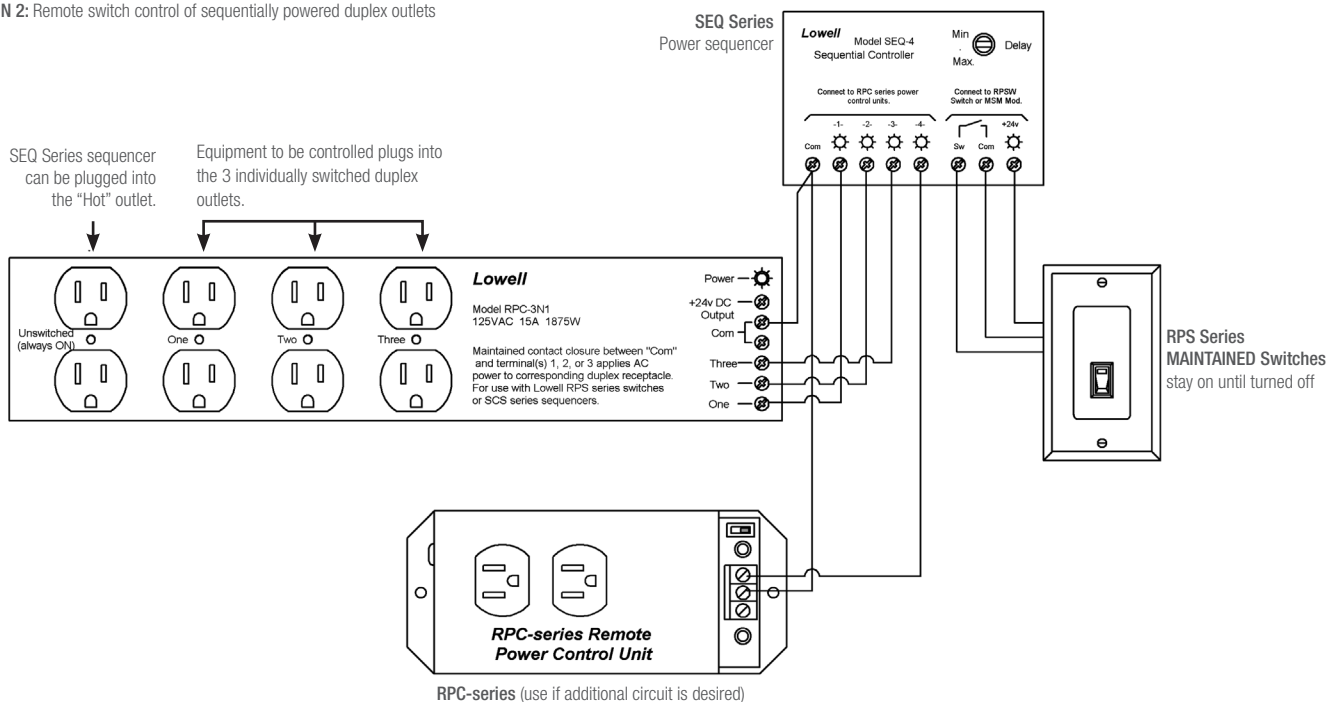 N 2: Remote switch control of sequentially powered duplex outlets
SEQ Series
Power sequencer
Lowell
Model SEQ-4
Sequential Controller
Min
.
Max.
Delay
Connect to RPC series power
control units.
Connect to RPSW
Switch or MSM Mod.
Com
-1-
-2-
-3-
-4-
Sw
Com
+24v
SEQ Series sequencer
can be plugged into
the “Hot” outlet.
Equipment to be controlled plugs into
the 3 individually switched duplex
outlets.
Unswitched
(always ON)
One
Two
Three
Lowell
Model RPC-3N1
125VAC 15A 1875W
Maintained contact closure between "Com"
and terminal(s) 1, 2, or 3 applies AC
power to corresponding duplex receptacle.
For use with Lowell RPS series switches
or SCS series sequencers.
Power
+24v DC
Output
Com
Three
Two
One
RPS Series
MAINTAINED Switches
stay on until turned off
RPC-series Remote
Power Control Unit
RPC-series (use if additional circuit is desired)